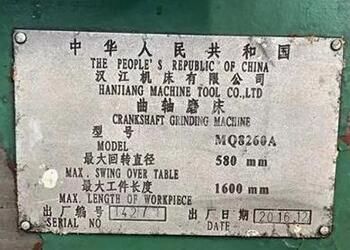 中华人民共和国
THE PEOPLE'S REPUBLIC OF CHINA
汉江机床有限公司
HANJIANG MACHINE TOOL CO.,LTD
曲轴磨床
CRANKSHAFT GRINDING MACHINE
型号
MODEL MQ8260A
最大回转直径 580 mm
MAX. SWING OVER TABLE
最大工件长度 1600 mm
MAX. LENGTH OF WORKPIECE
出厂编号 出厂日期 2016.12
SERIAL NO DATE